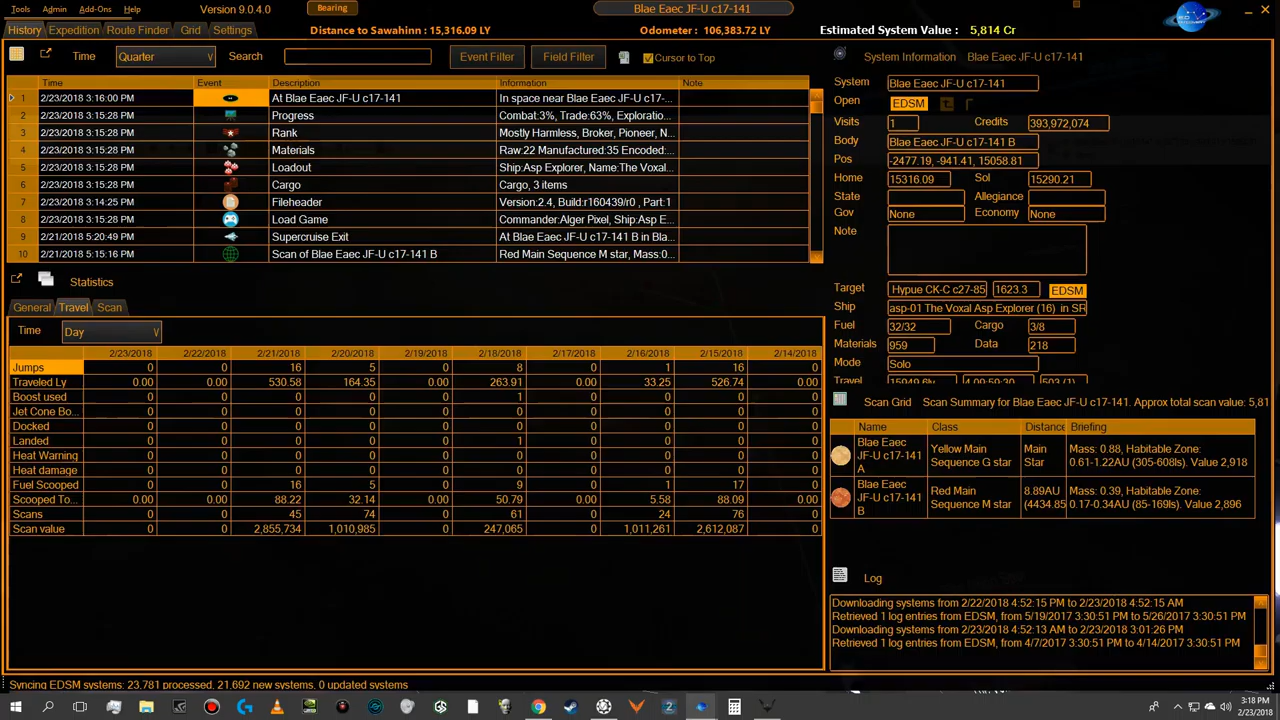 Tools Admin Add-Ons Help Version 9.0.4.0 Bearing Blae Eaec JF-U c17-141
History Expedition Route Finder Grid Settings Distance to Sawahinn : 15,316.09 LY Odometer : 106,383.72 LY Estimated System Value : 5,814 Cr
Time Quarter Search Event Filter Field Filter Cursor to Top
Time Event Description Information Note
1 2/23/2018 3:16:00 PM At Blae Eaec JF-U c17-141 In space near Blae Eaec JF-U c17-...
2 2/23/2018 3:15:28 PM Progress Combat:3%, Trade:63%, Exploratio...
3 2/23/2018 3:15:28 PM Rank Mostly Harmless, Broker, Pioneer, N...
4 2/23/2018 3:15:28 PM Materials Raw:22 Manufactured:35 Encoded:...
5 2/23/2018 3:15:28 PM Loadout Ship:Asp Explorer, Name:The Voxal...
6 2/23/2018 3:15:28 PM Cargo Cargo, 3 items
7 2/23/2018 3:14:25 PM Fileheader Version:2.4, Build:r160439/r0 , Part:1
8 2/23/2018 3:15:28 PM Load Game Commander:Alger Pixel, Ship:Asp E...
9 2/21/2018 5:20:49 PM Supercruise Exit At Blae Eaec JF-U c17-141 B in Bla...
10 2/21/2018 5:15:16 PM Scan of Blae Eaec JF-U c17-141 B Red Main Sequence M star, Mass:0...
Statistics
General Travel Scan
Time Day
2/23/2018 2/22/2018 2/21/2018 2/20/2018 2/19/2018 2/18/2018 2/17/2018 2/16/2018 2/15/2018 2/14/2018
Jumps 0 0 16 5 0 8 0 1 16 0
Traveled Ly 0.00 0.00 530.58 164.35 0.00 263.91 0.00 33.25 526.74 0.00
Boost used 0 0 0 0 0 1 0 0 0 0
Jet Cone Bo... 0 0 0 0 0 0 0 0 0 0
Docked 0 0 0 0 0 0 0 0 0 0
Landed 0 0 0 0 0 1 0 0 0 0
Heat Warning 0 0 0 0 0 0 0 0 0 0
Heat damage 0 0 0 0 0 0 0 0 0 0
Fuel Scooped 0 0 16 5 0 9 0 1 17 0
Scooped To... 0.00 0.00 88.22 32.14 0.00 50.79 0.00 5.58 88.09 0.00
Scans 0 0 45 74 0 61 0 24 76 0
Scan value 0 0 2,855,734 1,010,985 0 247,065 0 1,011,261 2,612,087 0
System Information Blae Eaec JF-U c17-141
System Blae Eaec JF-U c17-141
Open EDSM
Visits 1 Credits 393,972,074
Body Blae Eaec JF-U c17-141 B
Pos -2477.19, -941.41, 15058.81
Home 15316.09 Sol 15290.21
State Allegiance
Gov None Economy None
Note
Target Hypue CK-C c27-85 1623.3 EDSM
Ship asp-01 The Voxal Asp Explorer (16) in SR
Fuel 32/32 Cargo 3/8
Materials 959 Data 218
Mode Solo
Travel 15949.6ly 4.09:59:30 503 (1)
Scan Grid Scan Summary for Blae Eaec JF-U c17-141. Approx total scan value: 5,81
Name Class Distance Briefing
Blae Eaec JF-U c17-141 A Yellow Main Sequence G star Main Star Mass: 0.88, Habitable Zone: 0.61-1.22AU (305-608ls). Value 2,918
Blae Eaec JF-U c17-141 B Red Main Sequence M star 8.89AU (4434.85 Mass: 0.39, Habitable Zone: 0.17-0.34AU (85-169ls). Value 2,896
Log
Downloading systems from 2/22/2018 4:52:15 PM to 2/23/2018 4:52:15 AM
Retrieved 1 log entries from EDSM, from 5/19/2017 3:30:51 PM to 5/26/2017 3:30:51 PM
Downloading systems from 2/23/2018 4:52:13 AM to 2/23/2018 3:01:26 PM
Retrieved 1 log entries from EDSM, from 4/7/2017 3:30:51 PM to 4/14/2017 3:30:51 PM
Syncing EDSM systems: 23,781 processed, 21,692 new systems, 0 updated systems
3:18 PM
2/23/2018